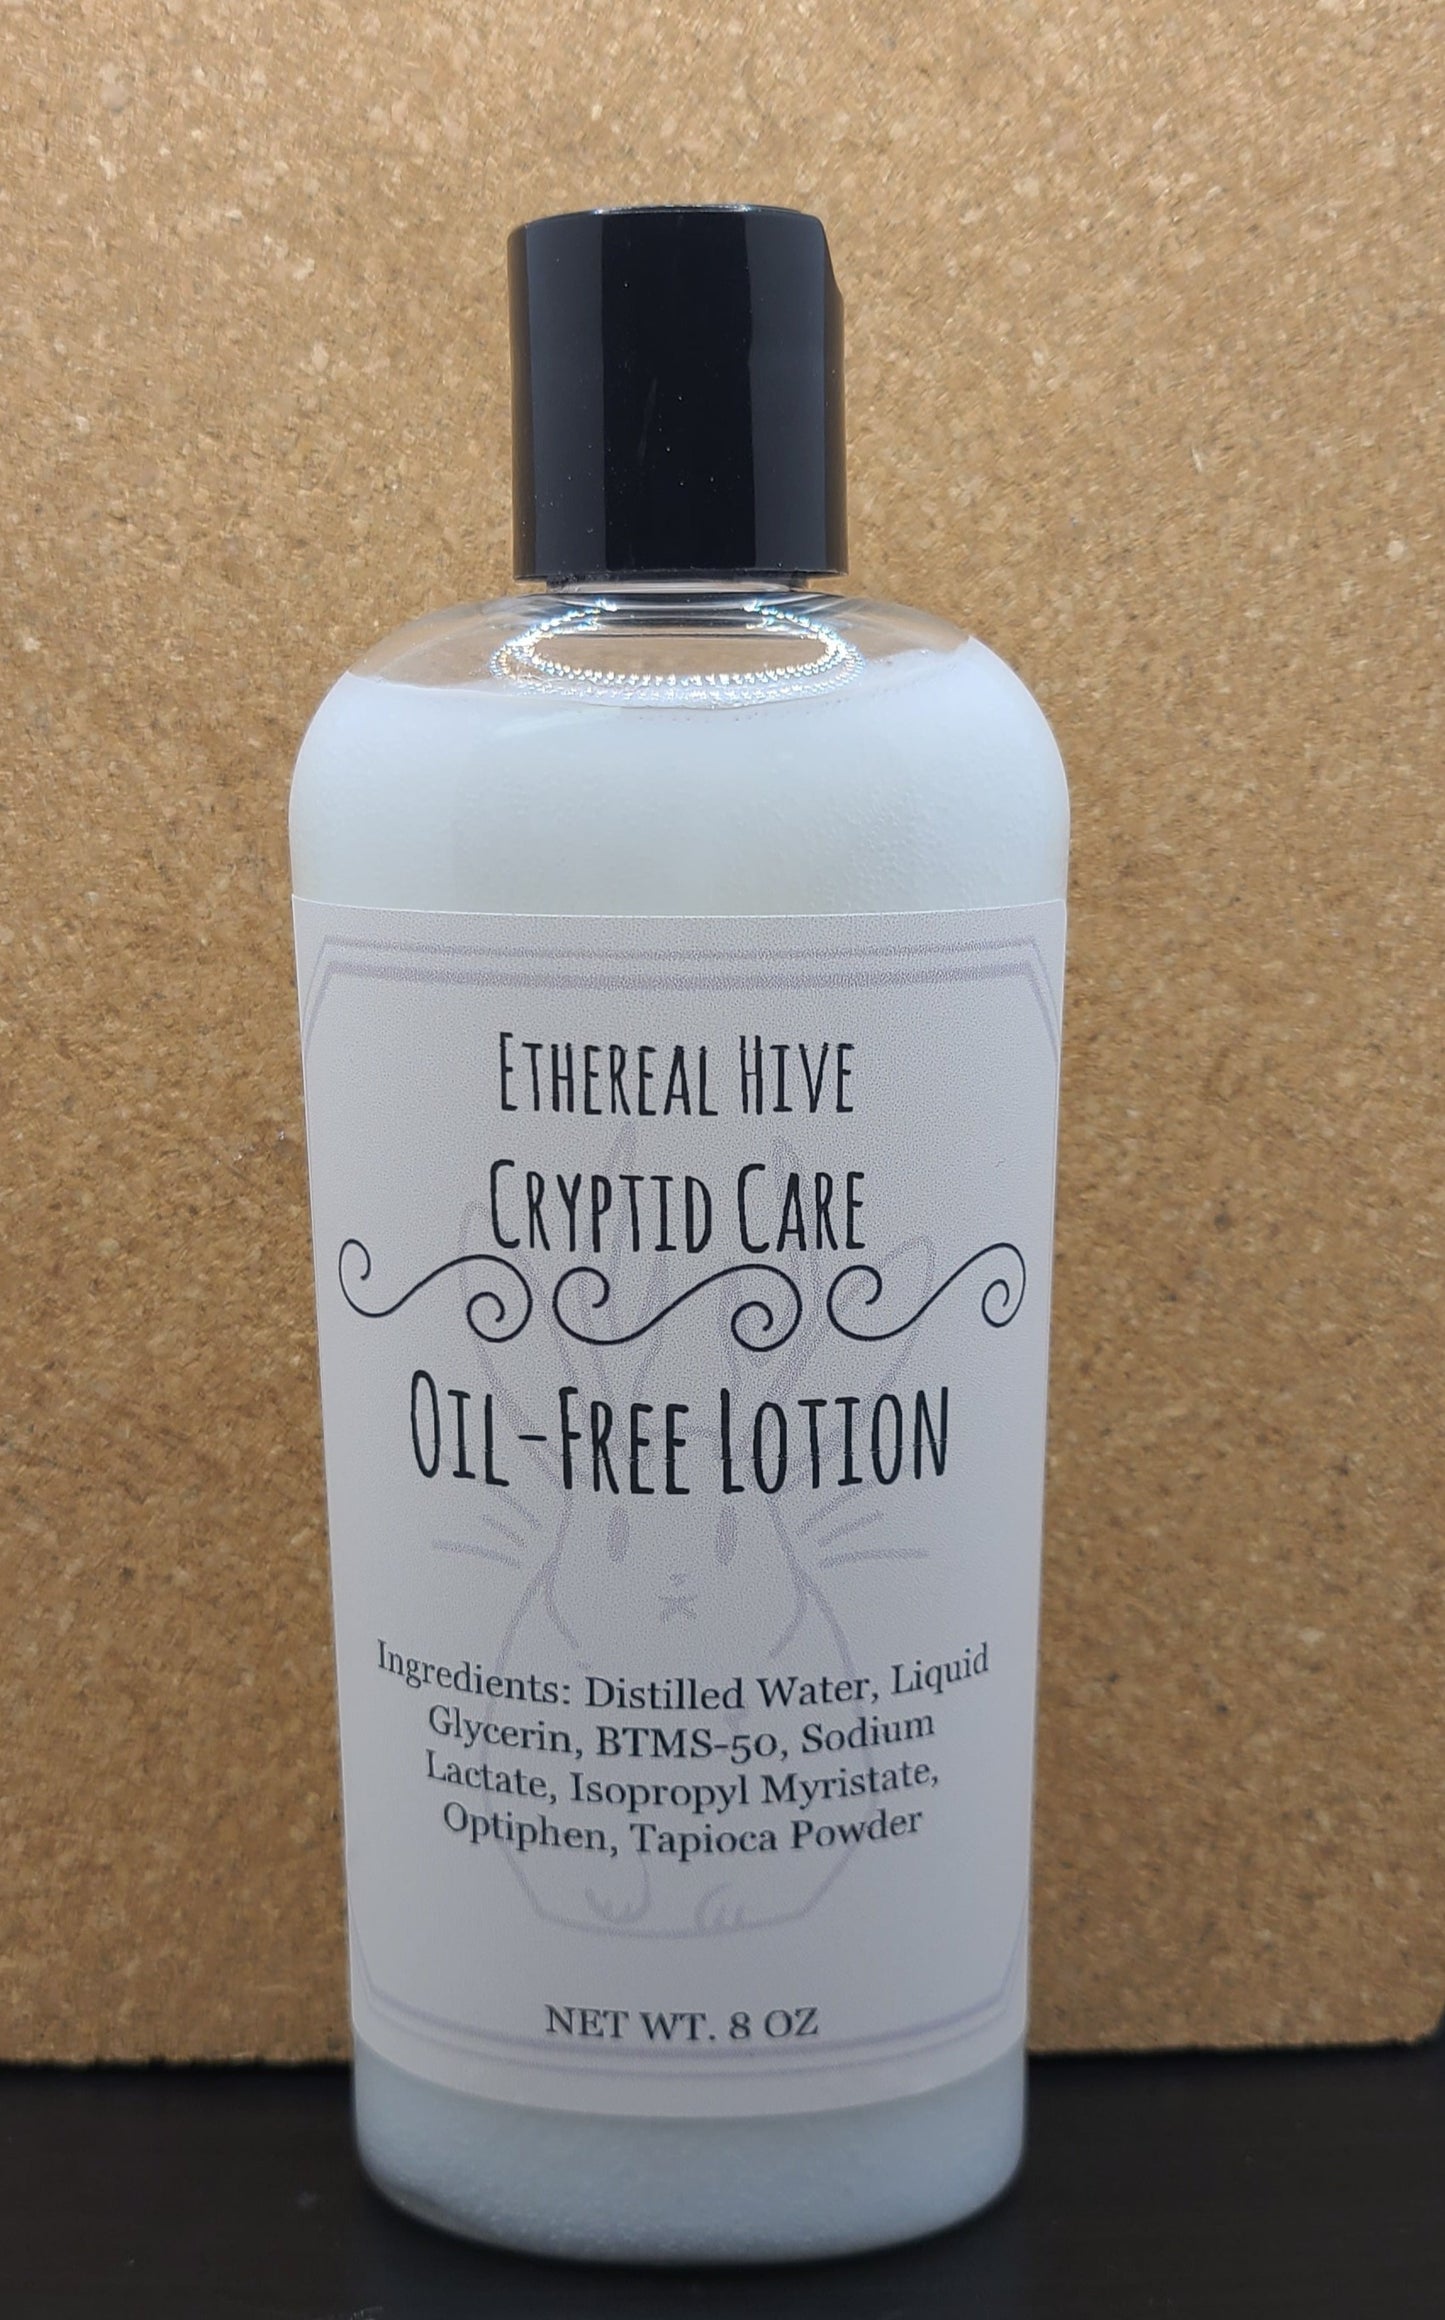 Ethereal Hive
Cryptid Care
Oil-Free Lotion
Ingredients: Distilled Water, Liquid
Glycerin, BTMS-50, Sodium
Lactate, Isopropyl Myristate,
Optiphen, Tapioca Powder
NET WT. 8 OZ